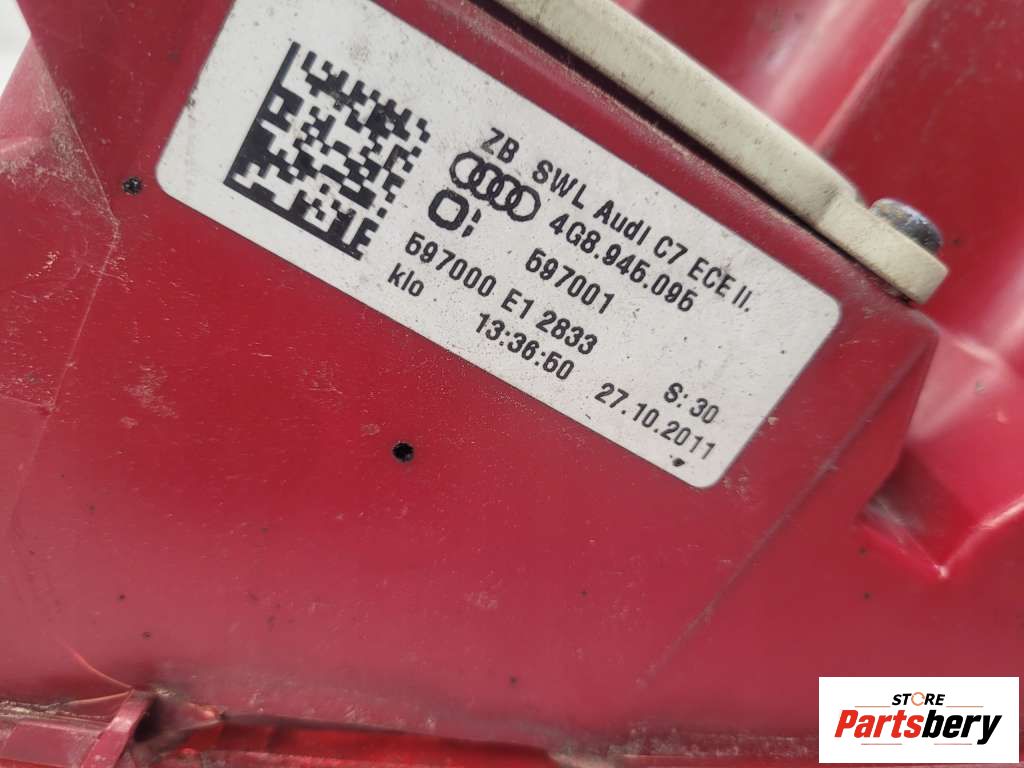 ZB SWL Audi C7 ECE II.
4G8.945.095
597001
597000 E1 2833
klo
13:36:50
S: 30
27.10.2011
STORE
Partsbery